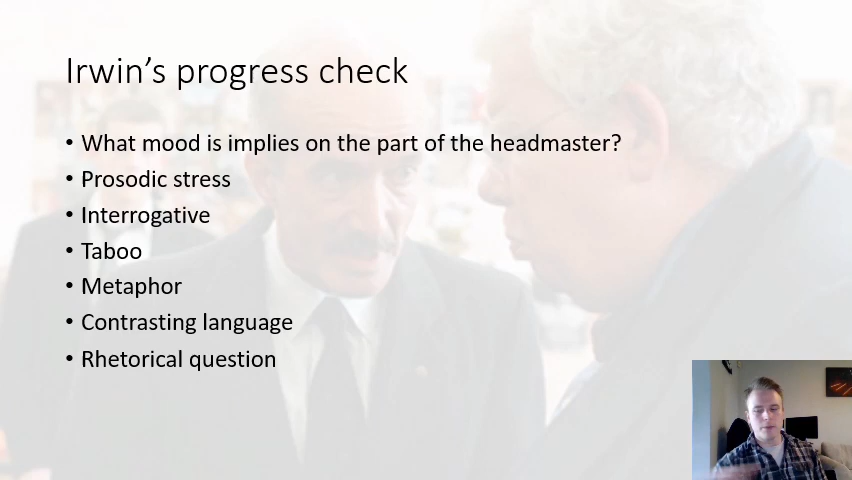 Irwin's progress check
• What mood is implies on the part of the headmaster?
• Prosodic stress
• Interrogative
• Taboo
• Metaphor
• Contrasting language
• Rhetorical question